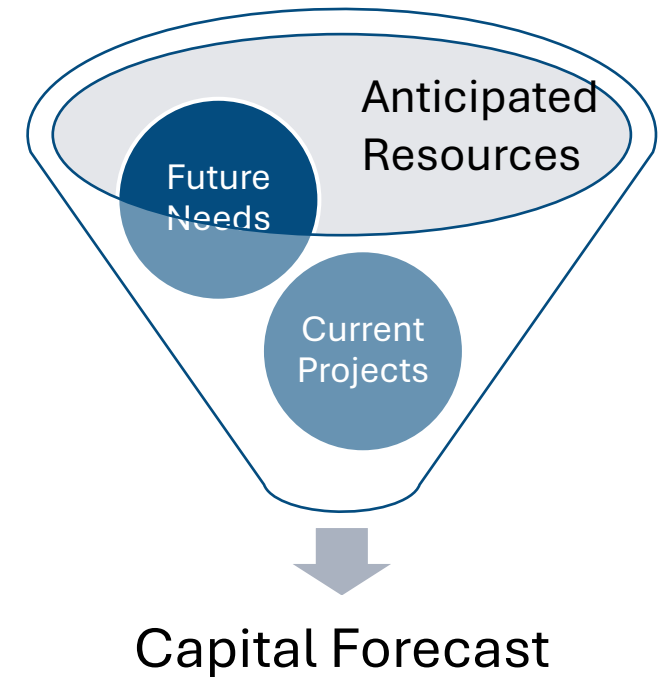 Anticipated
Resources
Future
Needs
Current
Projects
Capital Forecast